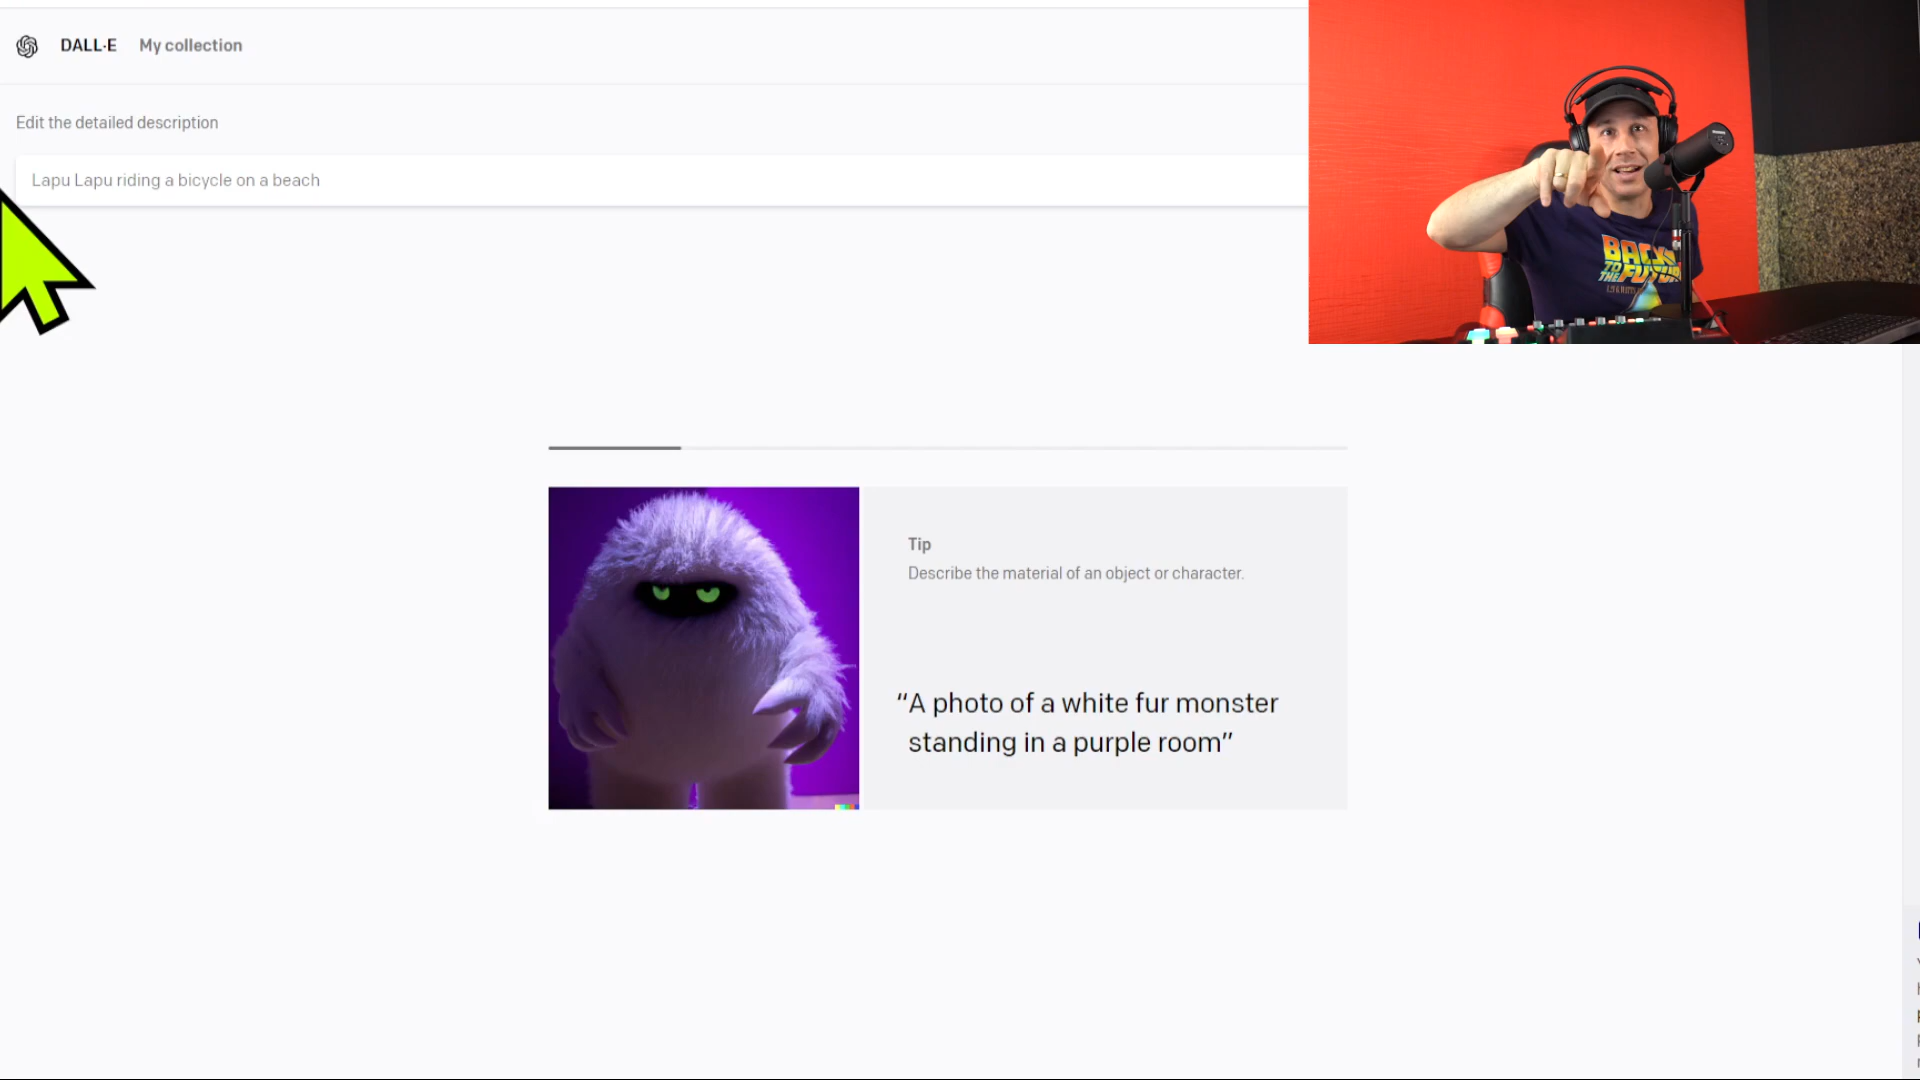 DALL·E My collection
Edit the detailed description
Lapu Lapu riding a bicycle on a beach
BACK
TO THE
FUTURE
Tip
Describe the material of an object or character.
“A photo of a white fur monster
standing in a purple room”